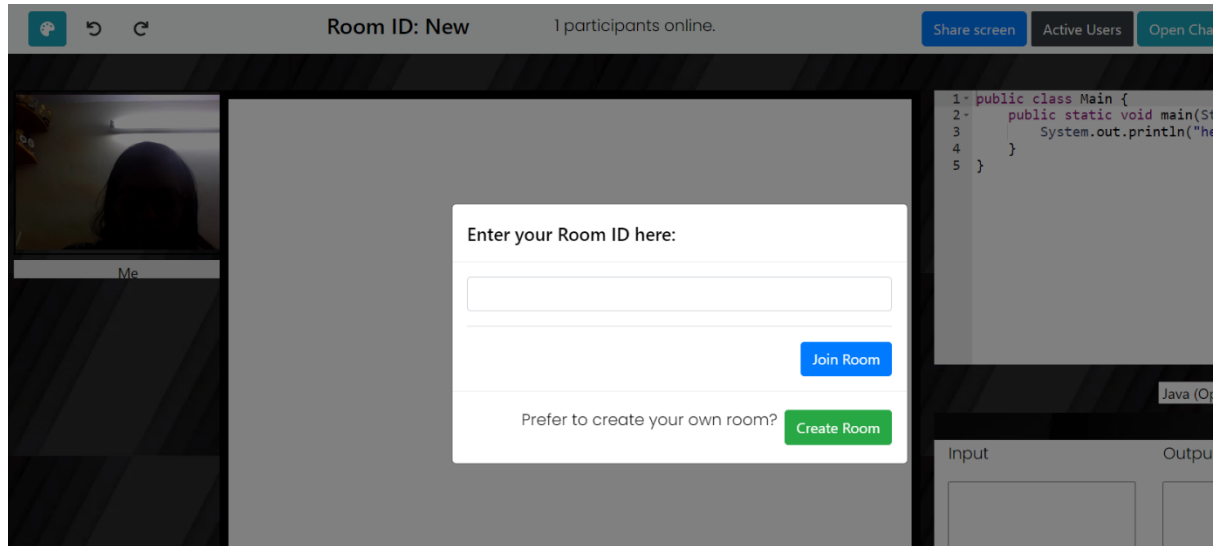 Room ID: New
1 participants online.
Share screen
Active Users
Open Cha
Me
Enter your Room ID here:
Join Room
Prefer to create your own room?
Create Room
1 public class Main {
2 public static void main(St
3 System.out.println("he
4 }
5 }
Java (Op
Input
Outpu